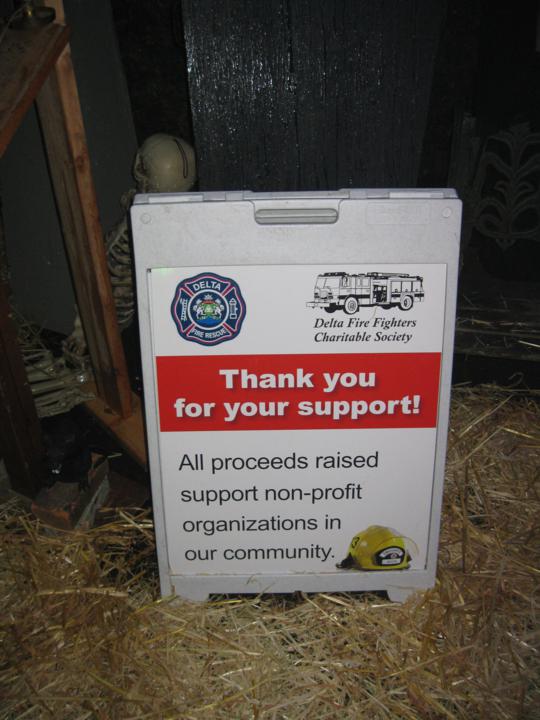 DELTA
FIRE RESCUE
Delta Fire Fighters
Charitable Society
Thank you
for your support!
All proceeds raised
support non-profit
organizations in
our community.
3